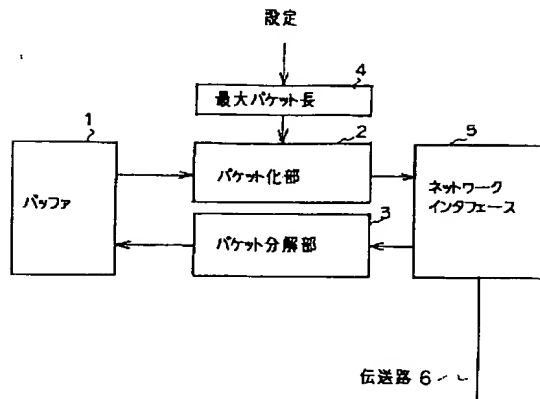 設定
4
最大パケット長
1
2
5
バッファ
パケット化部
ネットワーク
インタフェース
3
パケット分解部
伝送路 6